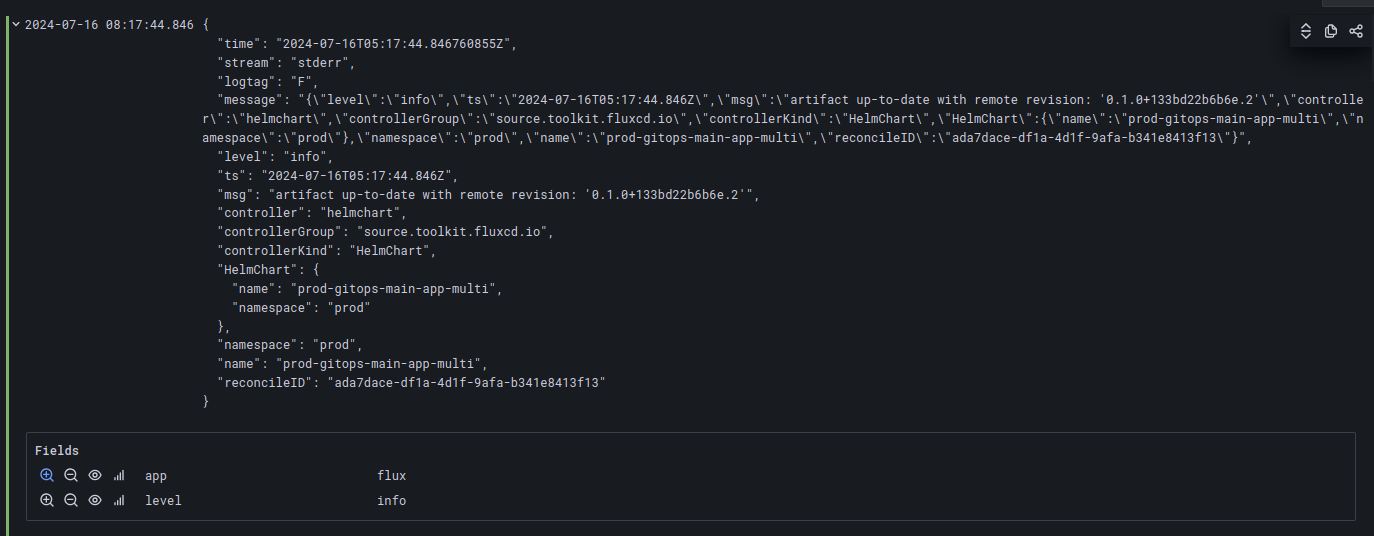 2024-07-16 08:17:44.846 {
"time": "2024-07-16T05:17:44.846760855Z",
"stream": "stderr",
"logtag": "F",
"message": "{\"level\":\"info\",\"ts\":\"2024-07-16T05:17:44.846Z\",\"msg\":\"artifact up-to-date with remote revision: '0.1.0+133bd22b6b6e.2'\",\"controlle
r\":\"helmchart\",\"controllerGroup\":\"source.toolkit.fluxcd.io\",\"controllerKind\":\"HelmChart\",\"HelmChart\":{\"name\":\"prod-gitops-main-app-multi\",\"n
amespace\":\"prod\"},\"namespace\":\"prod\",\"name\":\"prod-gitops-main-app-multi\",\"reconcileID\":\"ada7dace-df1a-4d1f-9afa-b341e8413f13\"}",
"level": "info",
"ts": "2024-07-16T05:17:44.846Z",
"msg": "artifact up-to-date with remote revision: '0.1.0+133bd22b6b6e.2'",
"controller": "helmchart",
"controllerGroup": "source.toolkit.fluxcd.io",
"controllerKind": "HelmChart",
"HelmChart": {
"name": "prod-gitops-main-app-multi",
"namespace": "prod"
},
"namespace": "prod",
"name": "prod-gitops-main-app-multi",
"reconcileID": "ada7dace-df1a-4d1f-9afa-b341e8413f13"
}
Fields
app flux
level info